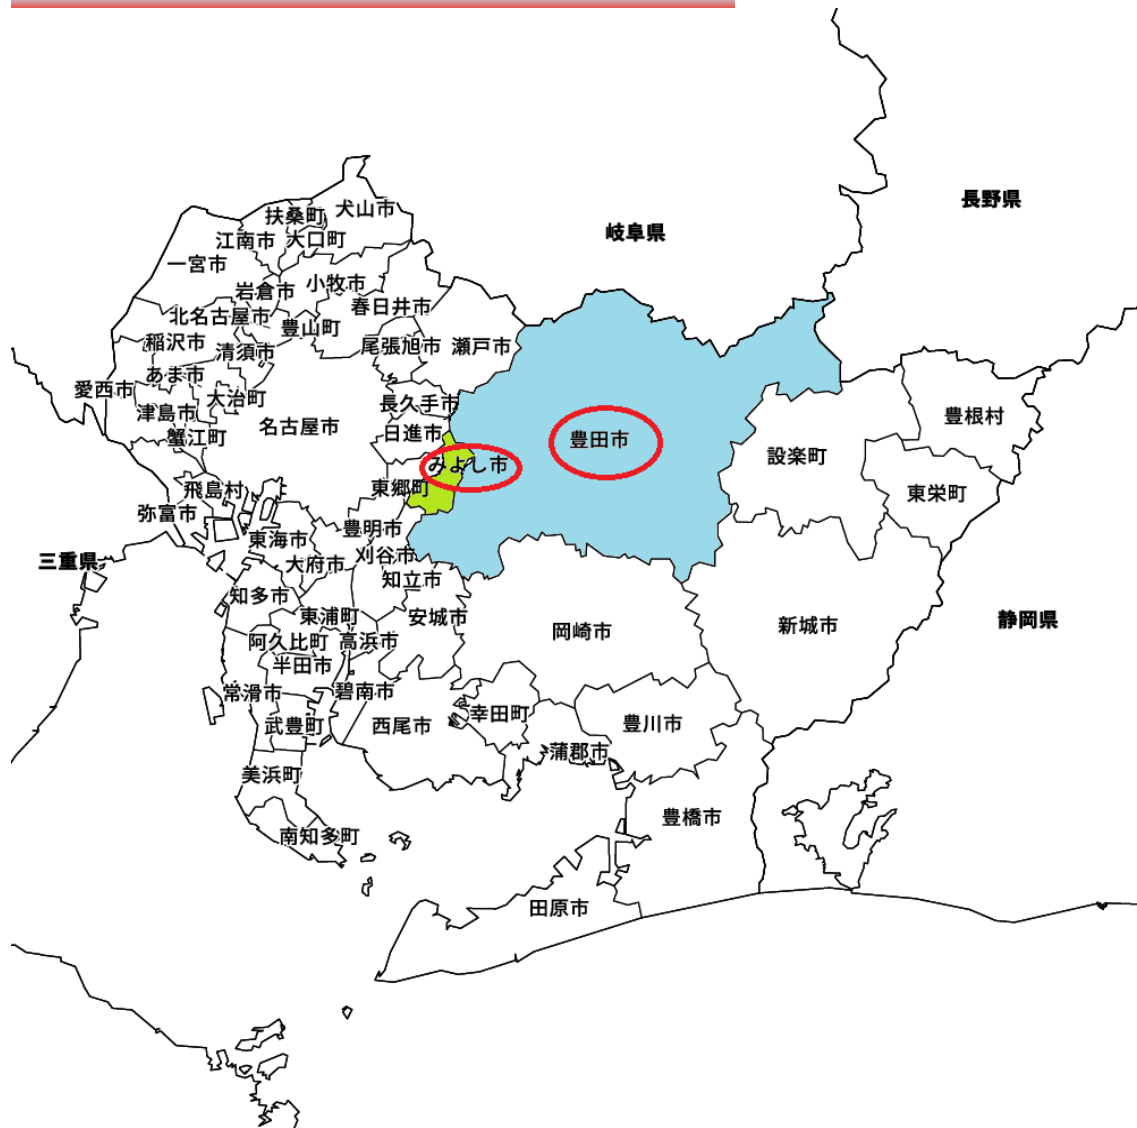 長野県
岐阜県
犬山市
扶桑町
江南市
大口町
一宮市
小牧市
岩倉市
春日井市
北名古屋市
豊山町
稲沢市
清須市
尾張旭市
瀬戸市
あま市
愛西市
大治町
長久手市
津島市
名古屋市
日進市
蟹江町
豊田市
みよし市
豊根村
設楽町
東栄町
飛島村
東郷町
弥富市
豊明市
東海市
刈谷市
三重県
大府市
知立市
知多市
東浦町
安城市
岡崎市
新城市
静岡県
阿久比町
高浜市
半田市
常滑市
碧南市
武豊町
西尾市
幸田町
豊川市
蒲郡市
美浜町
豊橋市
南知多町
田原市